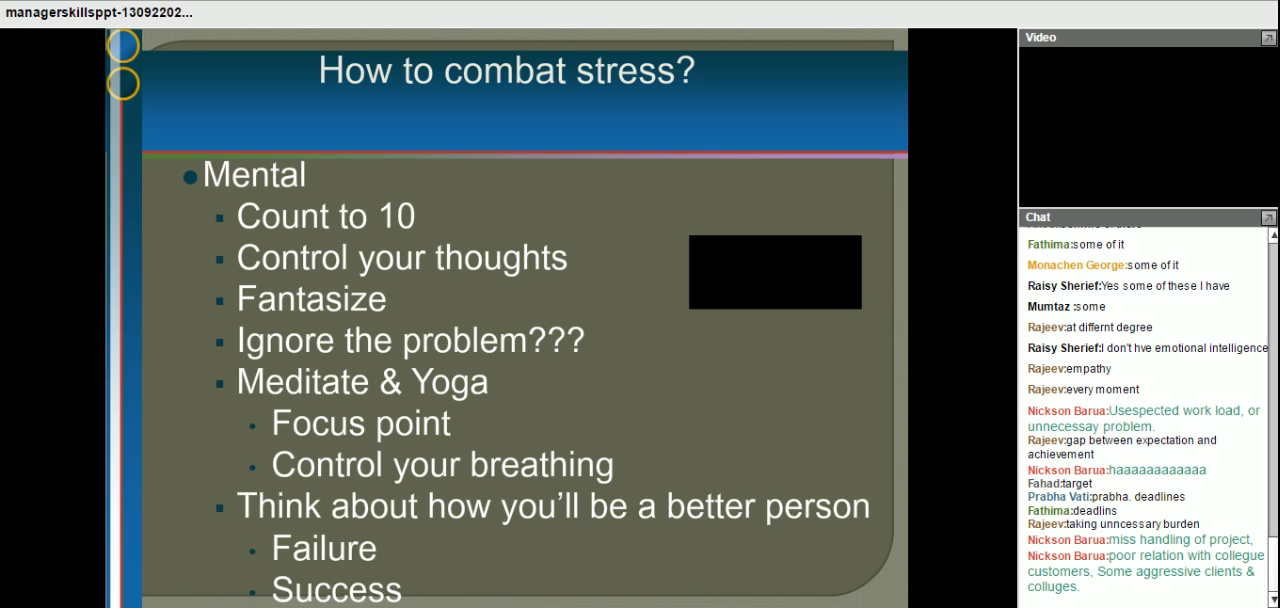 managerskillsppt-13092202...
How to combat stress?
Mental
Count to 10
Control your thoughts
Fantasize
Ignore the problem???
Meditate & Yoga
Focus point
Control your breathing
Think about how you'll be a better person
Failure
Success
Video
Chat
Fathima:some of it
Monachen George:some of it
Raisy Sherief:Yes some of these I have
Mumtaz :some
Rajeev:at differnt degree
Raisy Sherief:I don't hve emotional intelligence
Rajeev:empathy
Rajeev:every moment
Nickson Barua:Usespected work load, or
unnecessay problem.
Rajeev:gap between expectation and
achievement
Nickson Barua:haaaaaaaaaaaa
Fahad:target
Prabha Vati:prabha. deadlines
Fathima:deadlins
Rajeev:taking unncessary burden
Nickson Barua:miss handling of project,
Nickson Barua:poor relation with collegue
customers, Some aggressive clients &
colluges.